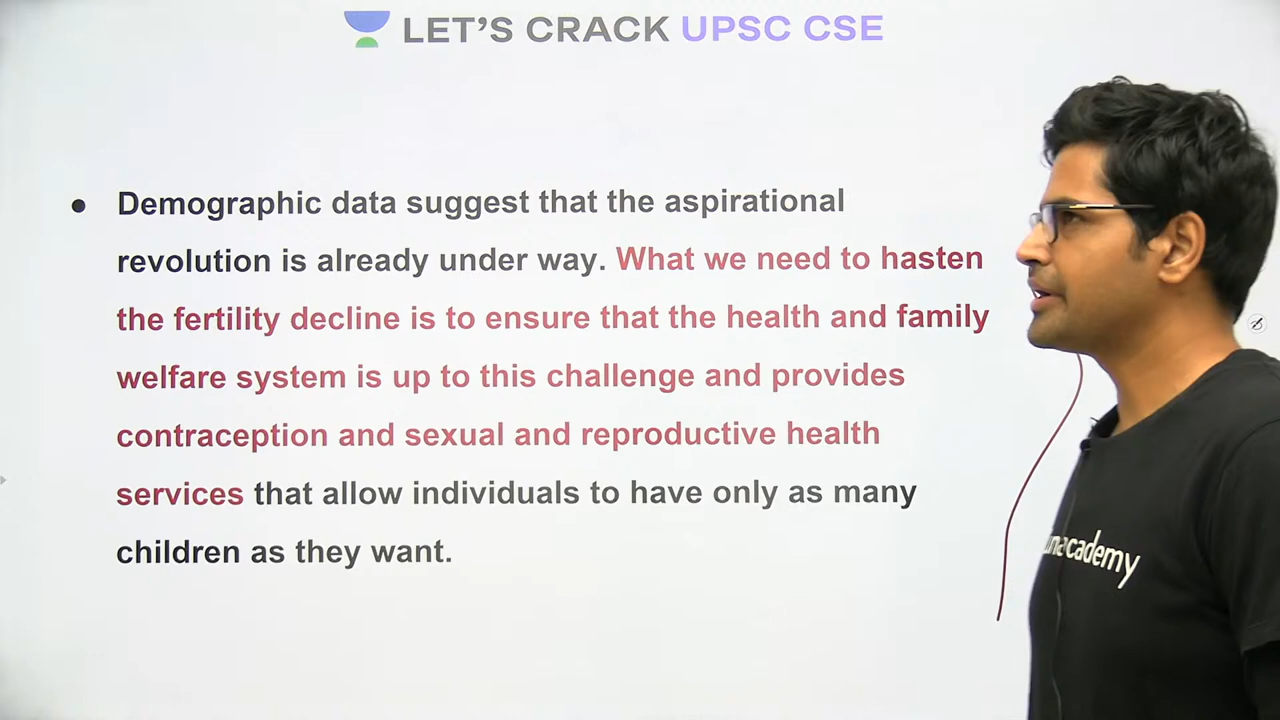 LET'S CRACK UPSC CSE
● Demographic data suggest that the aspirational
revolution is already under way. What we need to hasten
the fertility decline is to ensure that the health and family
welfare system is up to this challenge and provides
contraception and sexual and reproductive health
services that allow individuals to have only as many
children as they want.
unacademy